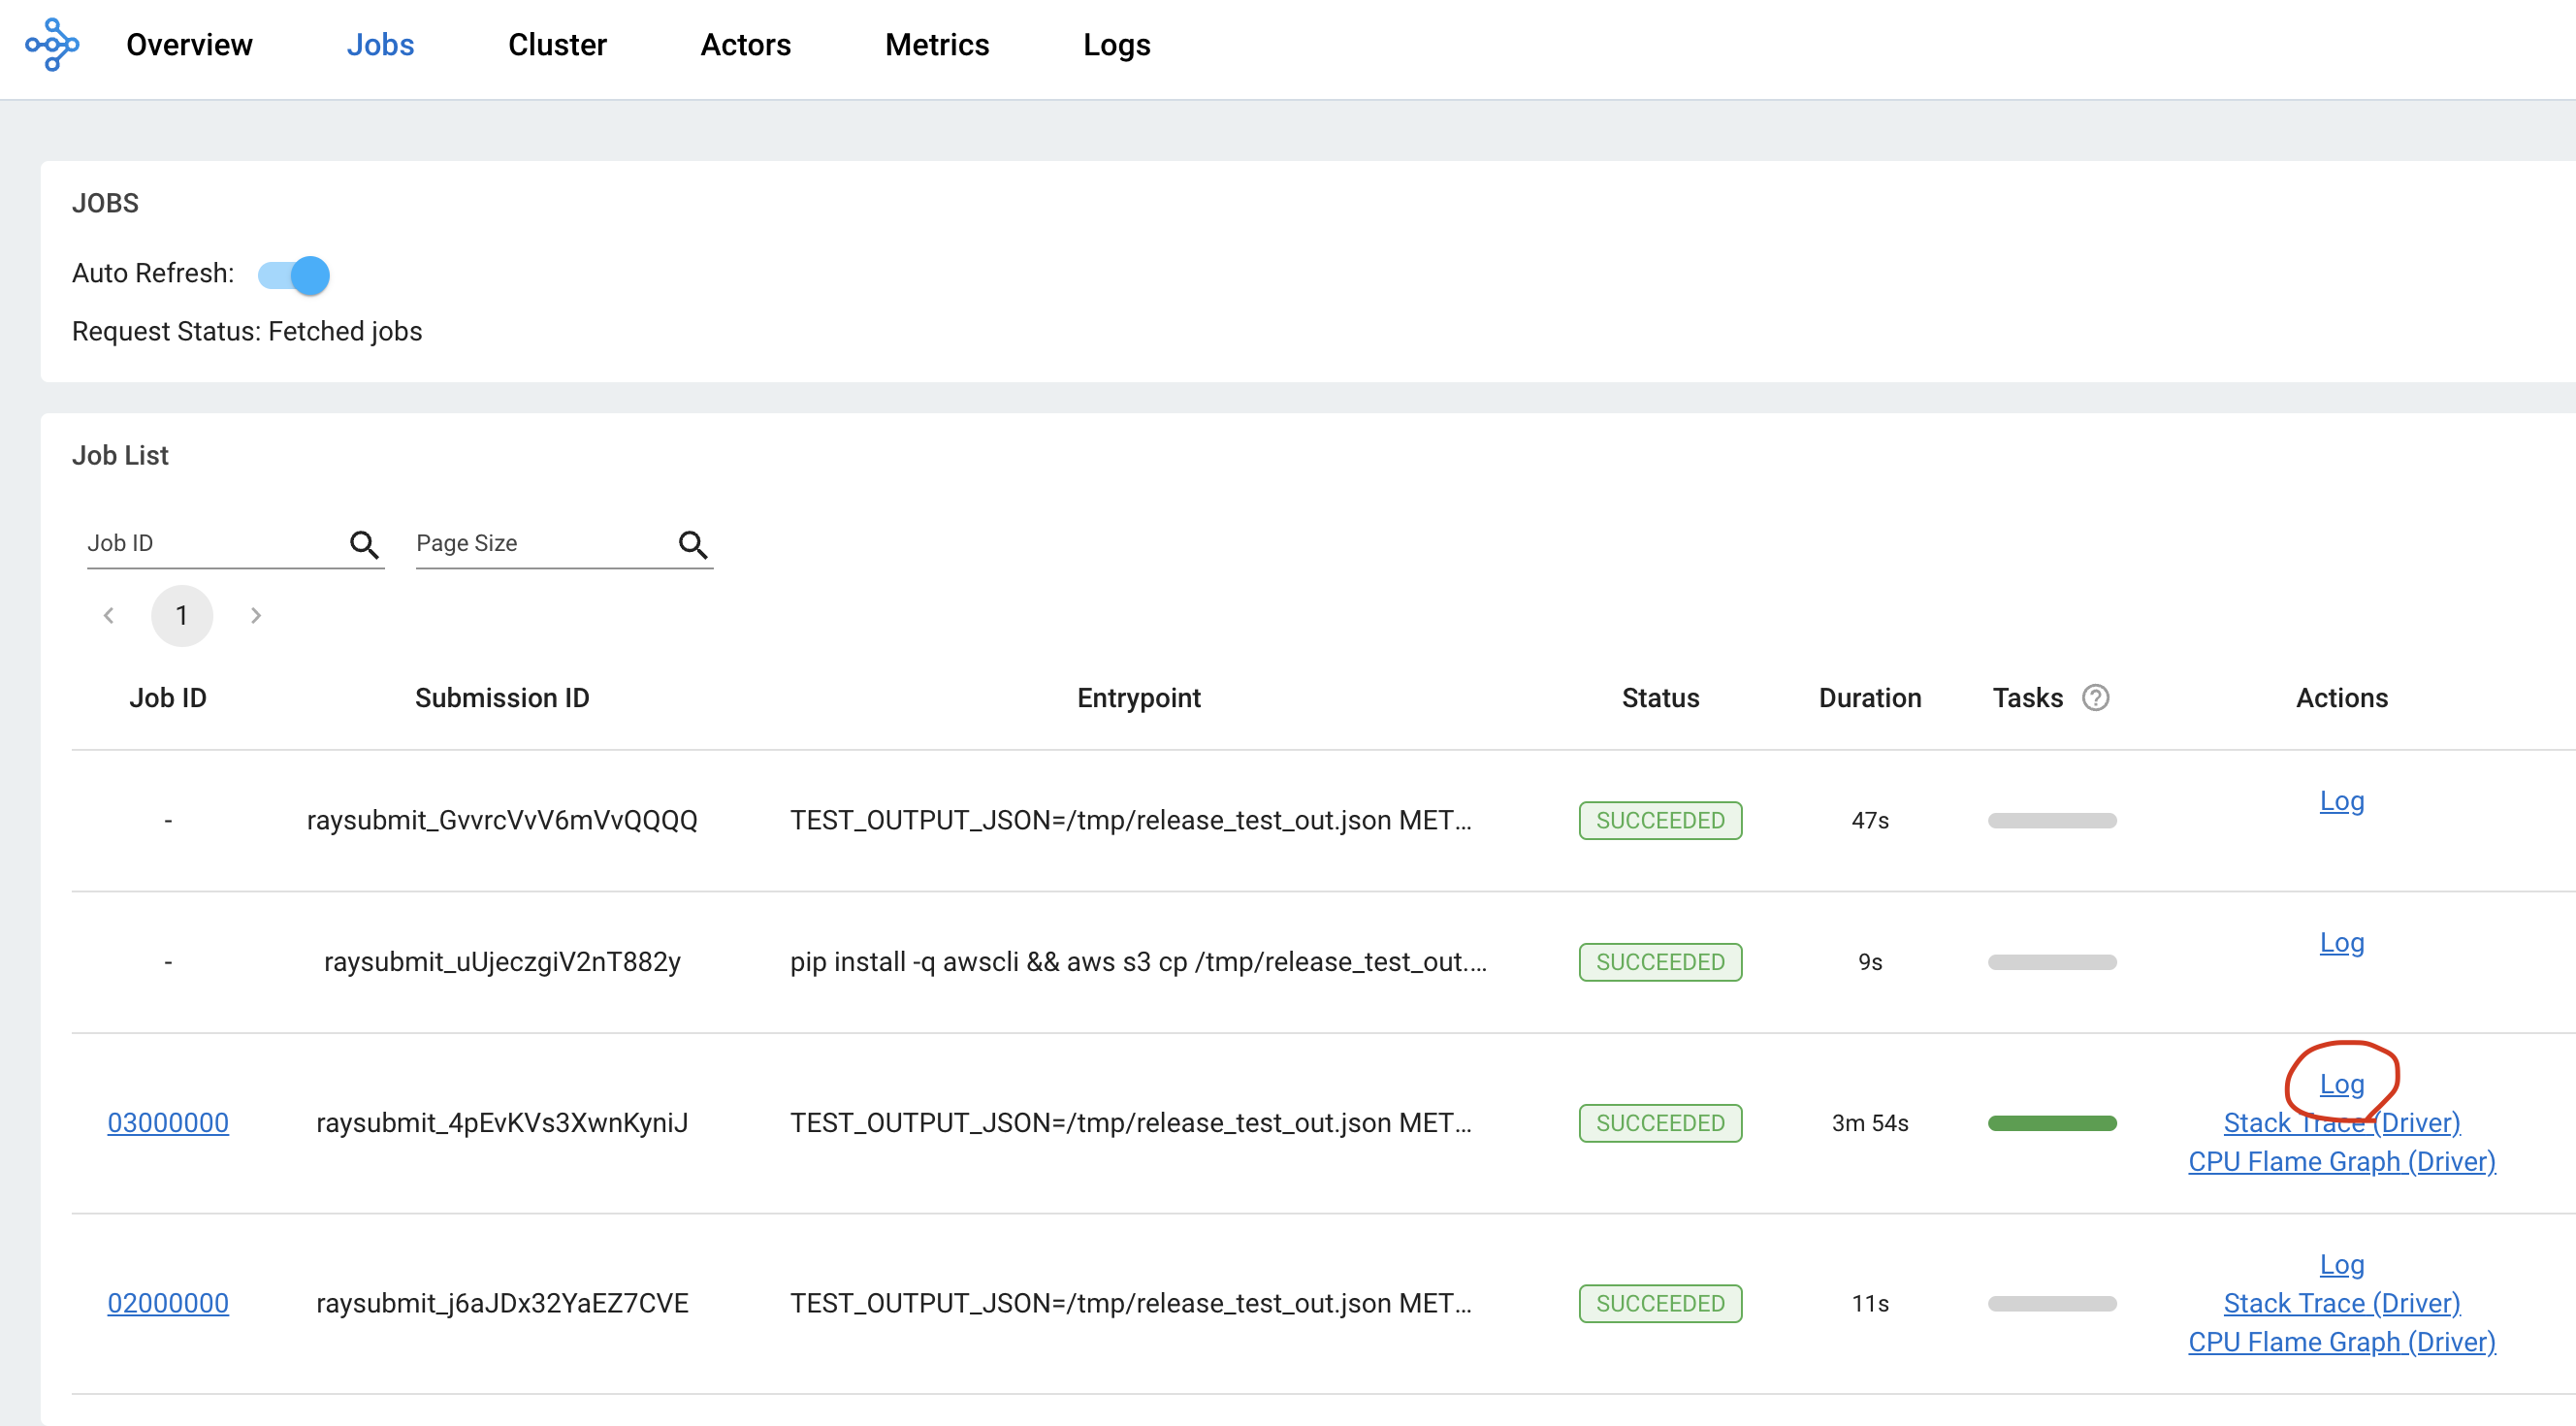 Overview Jobs Cluster Actors Metrics Logs
JOBS
Auto Refresh:
Request Status: Fetched jobs
Job List
Job ID Page Size
1
Job ID Submission ID Entrypoint Status Duration Tasks ? Actions
- raysubmit_GvvrcVvV6mVvQQQQ TEST_OUTPUT_JSON=/tmp/release_test_out.json MET... SUCCEEDED 47s Log
- raysubmit_uUjeczgiV2nT882y pip install -q awscli && aws s3 cp /tmp/release_test_out.... SUCCEEDED 9s Log
Log
03000000 raysubmit_4pEvKVs3XwnKyniJ TEST_OUTPUT_JSON=/tmp/release_test_out.json MET... SUCCEEDED 3m 54s Stack Trace (Driver)
CPU Flame Graph (Driver)
Log
02000000 raysubmit_j6aJDx32YaEZ7CVE TEST_OUTPUT_JSON=/tmp/release_test_out.json MET... SUCCEEDED 11s Stack Trace (Driver)
CPU Flame Graph (Driver)